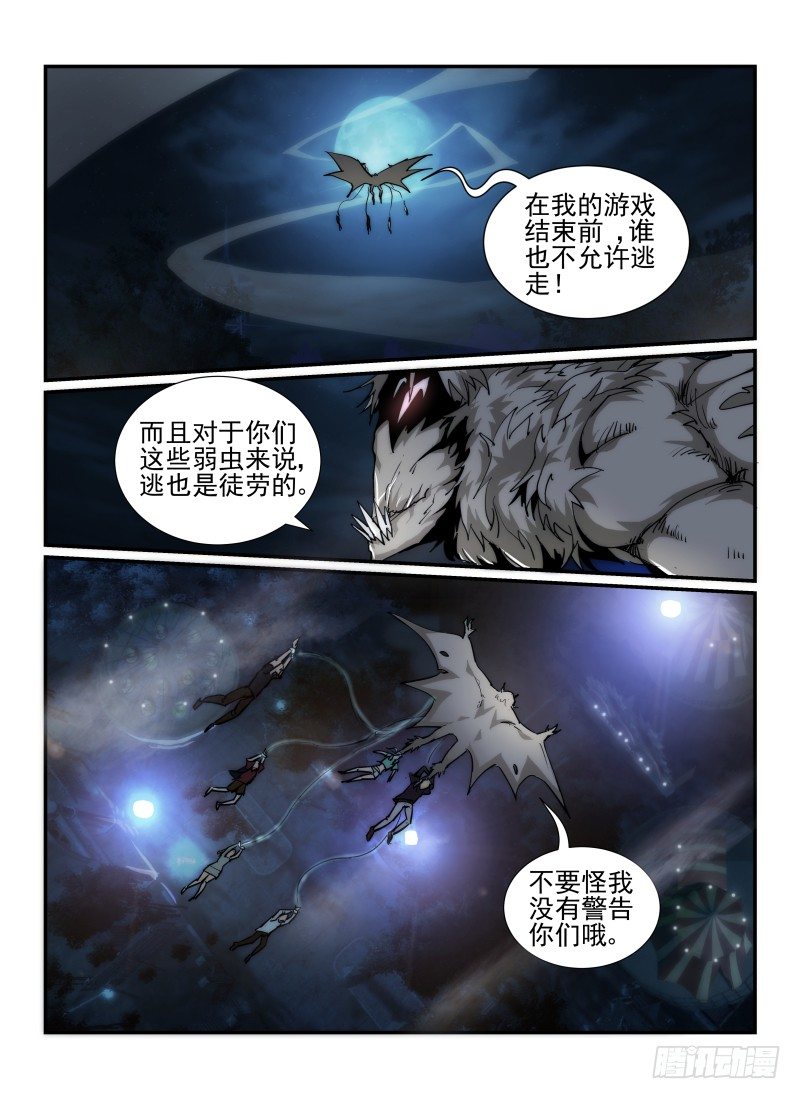 在我的游戏
结束前,谁
也不允许逃
走!
而且对于你们
这些弱虫来说,
逃也是徒劳的。
不要怪我
没有警告
你们哦。
腾讯动漫